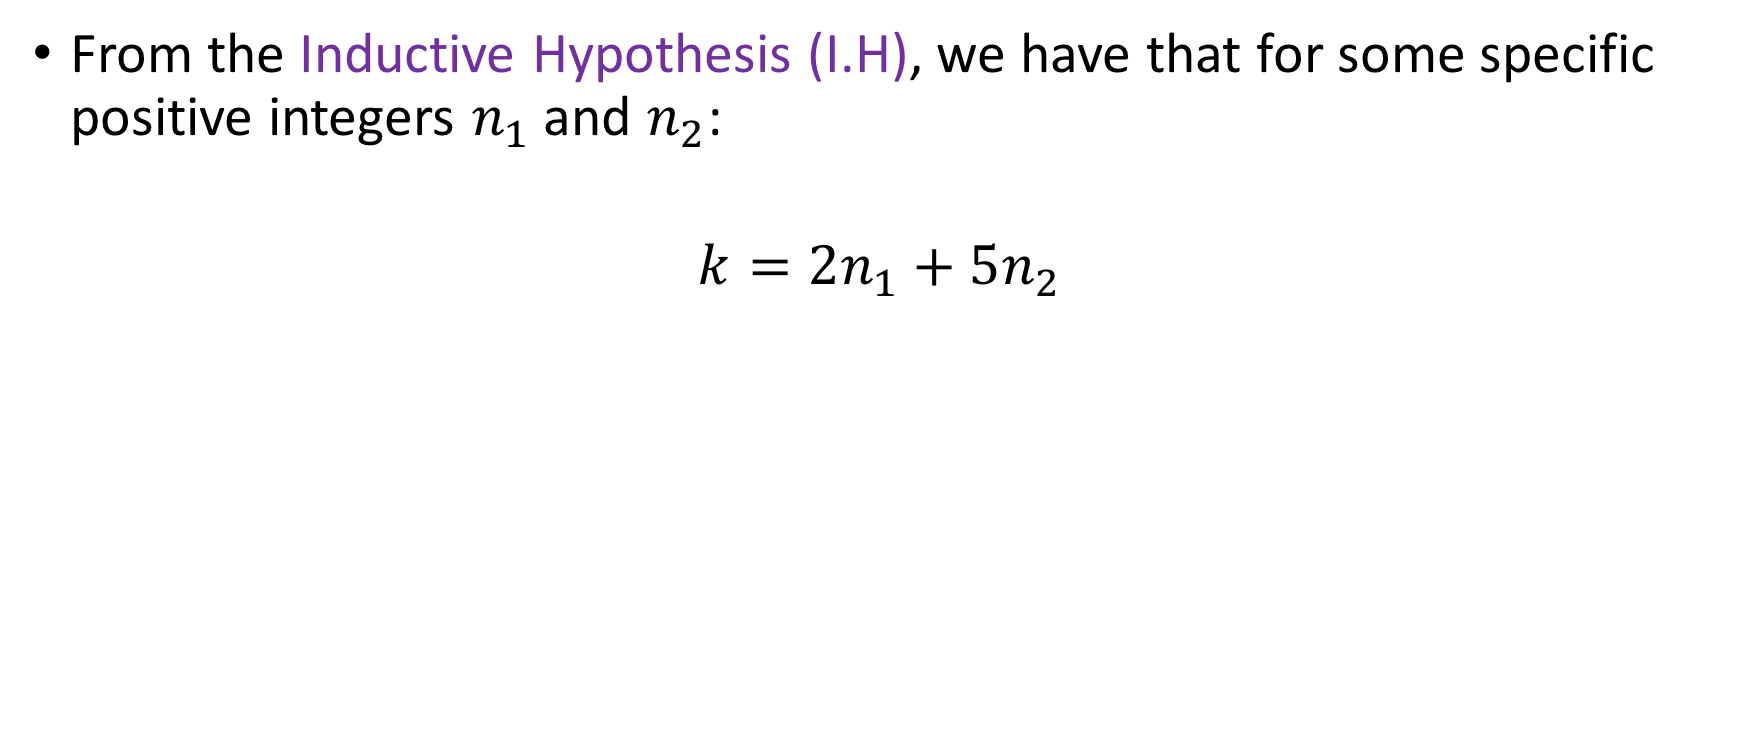 • From the Inductive Hypothesis (I.H), we have that for some specific
positive integers n₁ and n₂:
k = 2n₁ + 5n₂